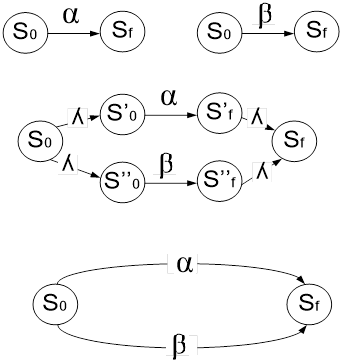 α β
S0 Sf S0 Sf
α
S'0 S'f
λ λ
S0 Sf
λ β λ
S''0 S''f
α
S0 Sf
β